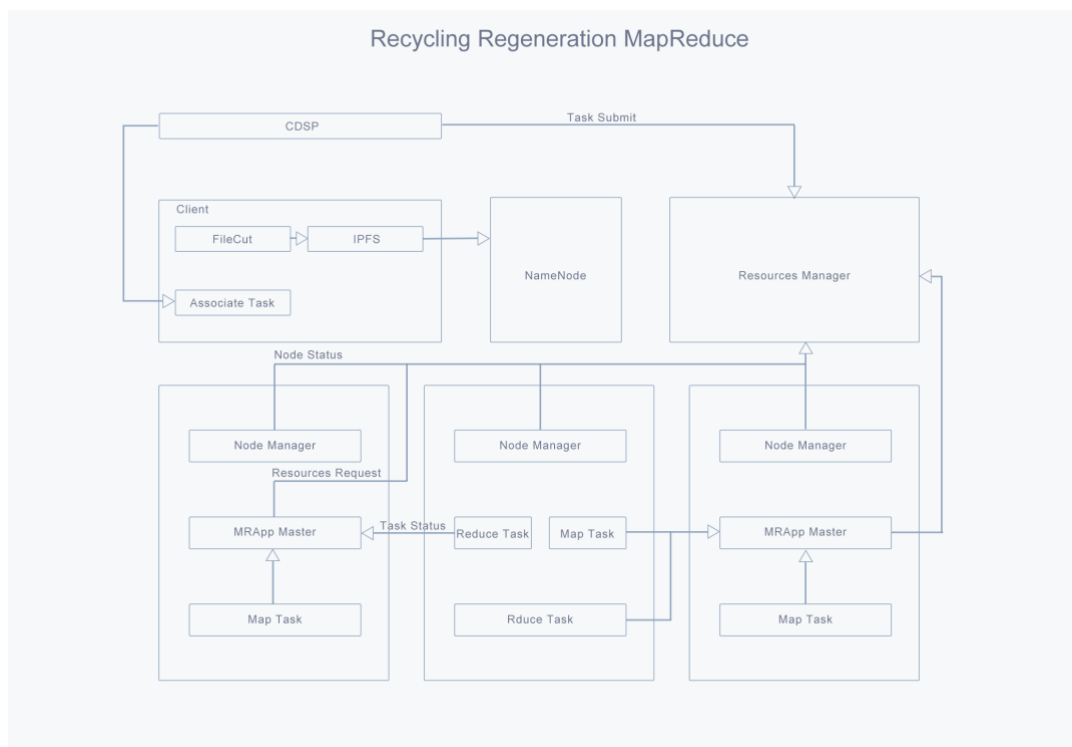 Recycling Regeneration MapReduce
CDSP
Task Submit
Client
FileCut
IPFS
NameNode
Resources Manager
Associate Task
Node Status
Node Manager
Node Manager
Node Manager
Resources Request
MRApp Master
Task Status
Reduce Task
Map Task
MRApp Master
Map Task
Rduce Task
Map Task